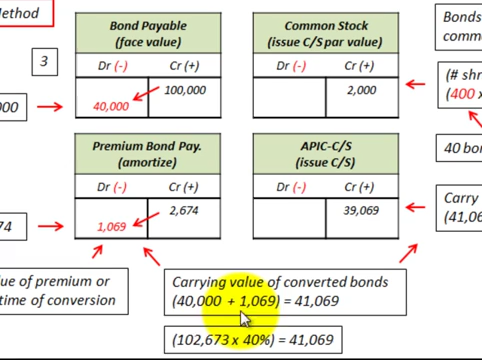 Method
3
Bond Payable
(face value)
Dr (-) Cr (+)
100,000
40,000
Common Stock
(issue C/S par value)
Dr (-) Cr (+)
2,000
Bonds
(# shr
(400 x
000
Premium Bond Pay.
(amortize)
Dr (-) Cr (+)
2,674
1,069
APIC-C/S
(issue C/S)
Dr (-) Cr (+)
39,069
40 bon
Carry
(41,06
74
lue of premium or
time of conversion
Carrying value of converted bonds
(40,000 + 1,069) = 41,069
(102,673 x 40%) = 41,069